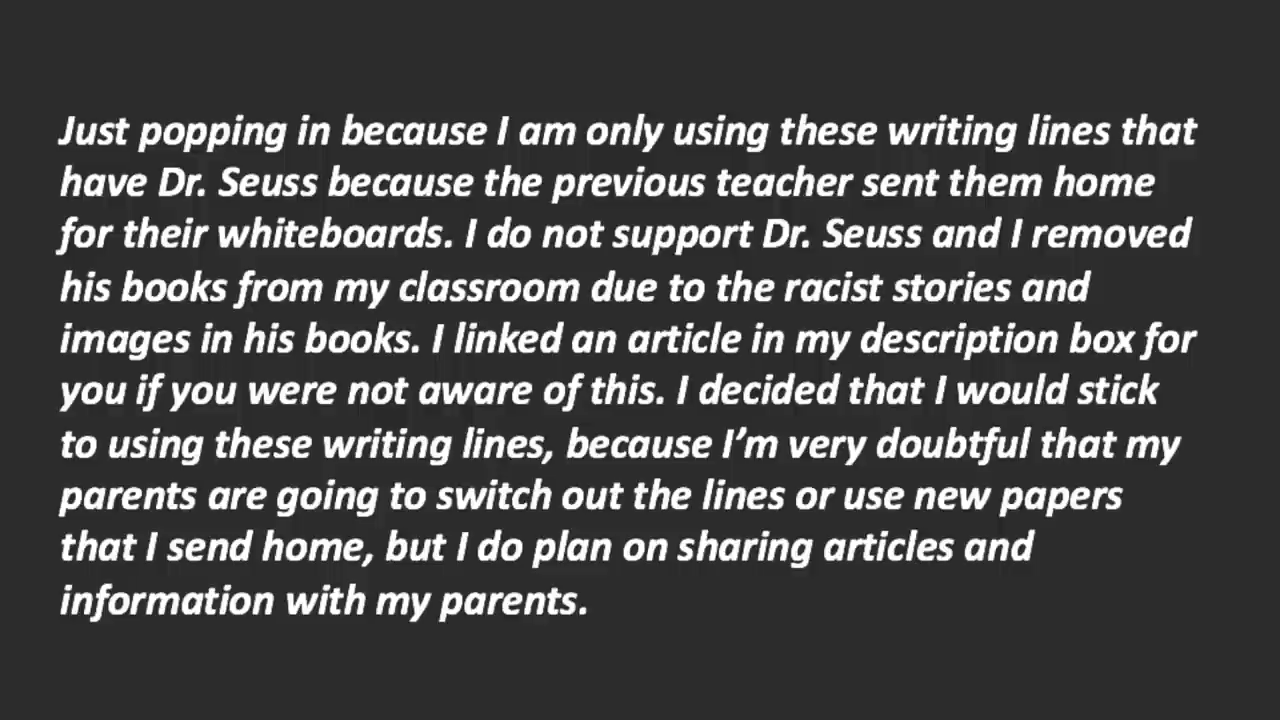 Just popping in because I am only using these writing lines that
have Dr. Seuss because the previous teacher sent them home
for their whiteboards. I do not support Dr. Seuss and I removed
his books from my classroom due to the racist stories and
images in his books. I linked an article in my description box for
you if you were not aware of this. I decided that I would stick
to using these writing lines, because I’m very doubtful that my
parents are going to switch out the lines or use new papers
that I send home, but I do plan on sharing articles and
information with my parents.